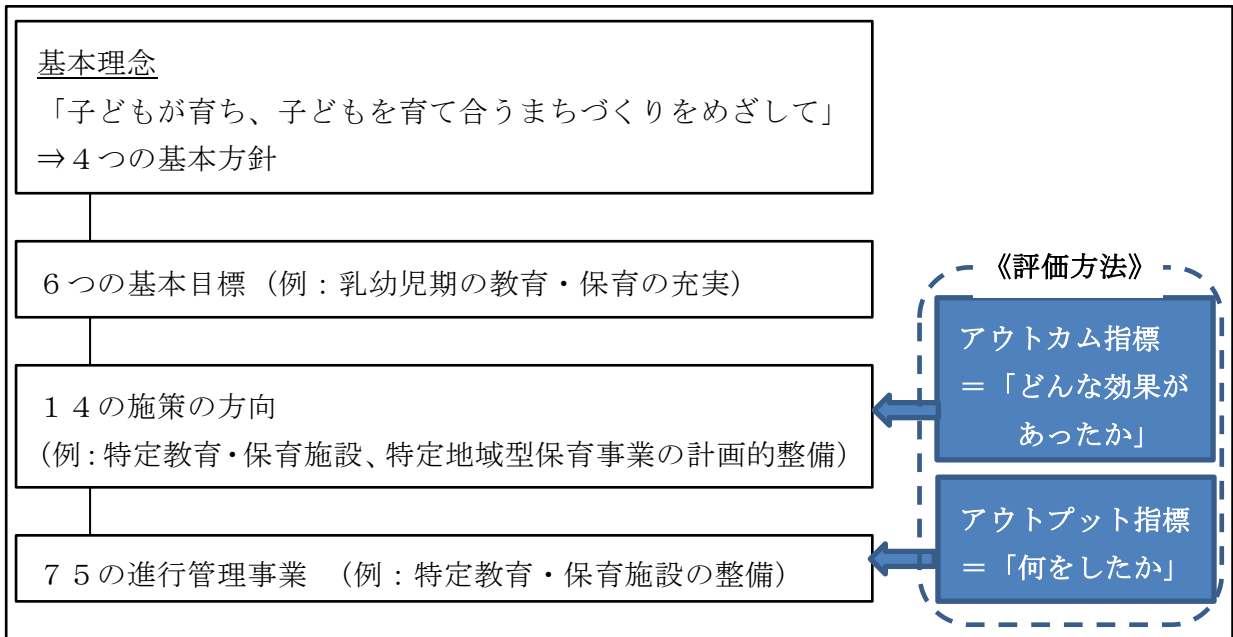 基本理念
「子どもが育ち、子どもを育て合うまちづくりをめざして」
⇒４つの基本方針
６つの基本目標（例：乳幼児期の教育・保育の充実）
１４の施策の方向
（例：特定教育・保育施設、特定地域型保育事業の計画的整備）
７５の進行管理事業　（例：特定教育・保育施設の整備）
《評価方法》
アウトカム指標
＝「どんな効果が
あったか」
アウトプット指標
＝「何をしたか」